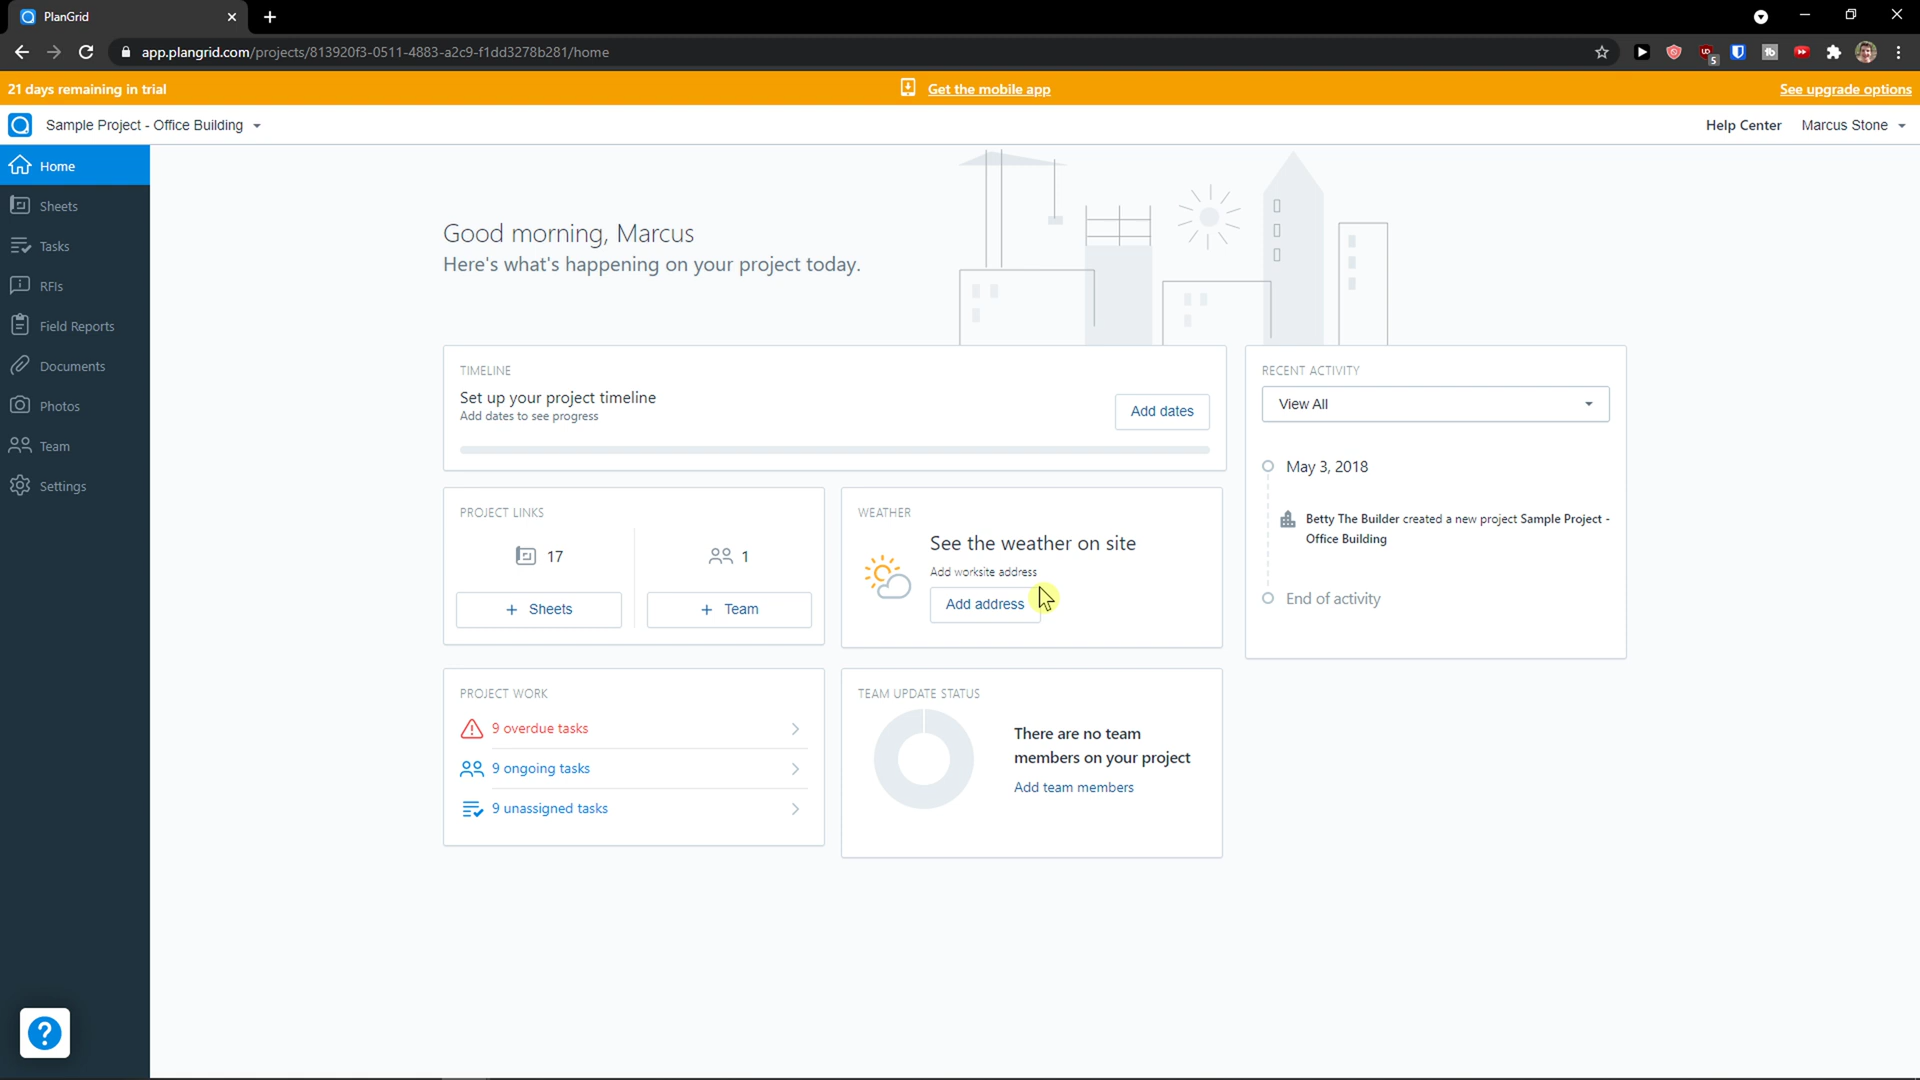 PlanGrid
app.plangrid.com/projects/813920f3-0511-4883-a2c9-f1dd3278b281/home
5
21 days remaining in trial
Get the mobile app
See upgrade options
Sample Project - Office Building
Help Center
Marcus Stone
Home
Sheets
Tasks
RFIs
Field Reports
Documents
Photos
Team
Settings
Good morning, Marcus
Here's what's happening on your project today.
TIMELINE
Set up your project timeline
Add dates to see progress
Add dates
PROJECT LINKS
17
1
+ Sheets
+ Team
WEATHER
See the weather on site
Add worksite address
Add address
PROJECT WORK
9 overdue tasks
9 ongoing tasks
9 unassigned tasks
TEAM UPDATE STATUS
There are no team
members on your project
Add team members
RECENT ACTIVITY
View All
May 3, 2018
Betty The Builder created a new project Sample Project -
Office Building
End of activity
?